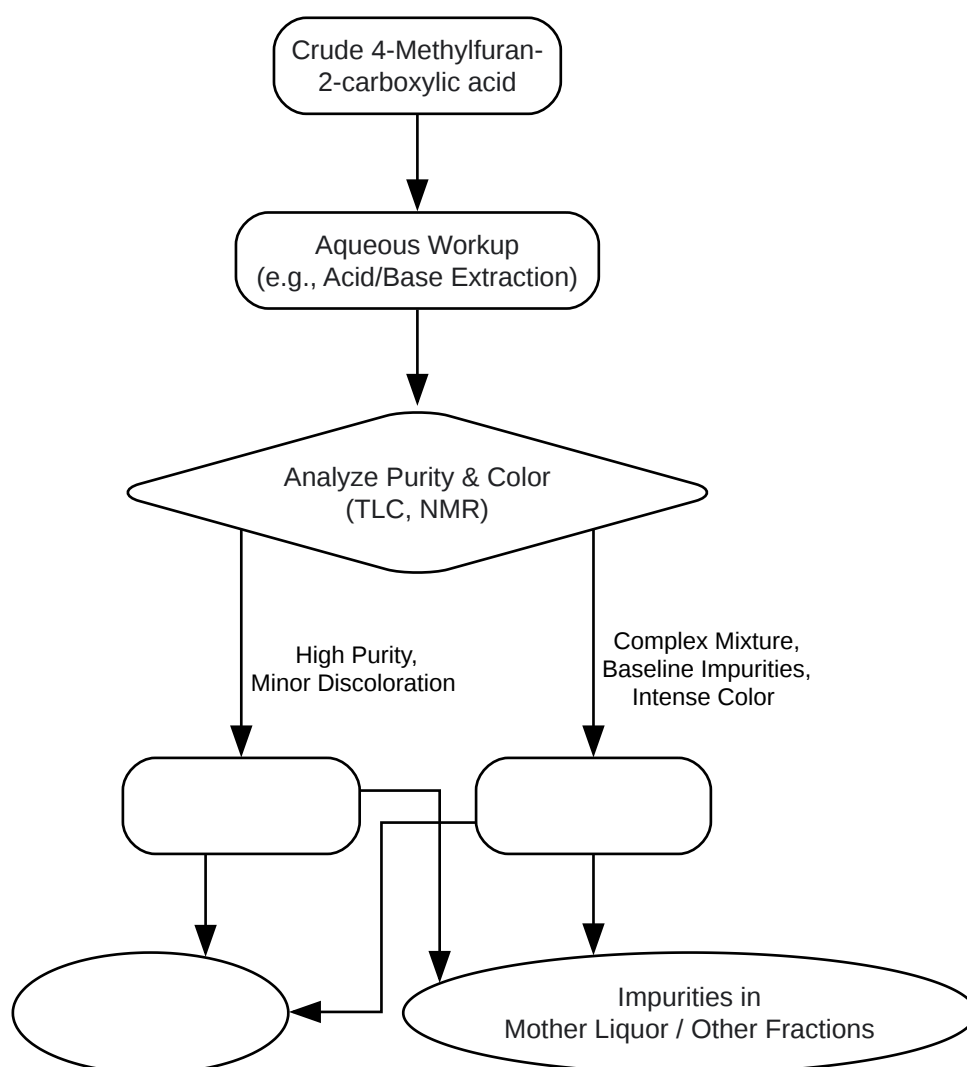 Crude 4-Methylfuran-
2-carboxylic acid
Aqueous Workup
(e.g., Acid/Base Extraction)
Analyze Purity & Color
(TLC, NMR)
High Purity,
Minor Discoloration
Complex Mixture,
Baseline Impurities,
Intense Color
Impurities in
Mother Liquor / Other Fractions